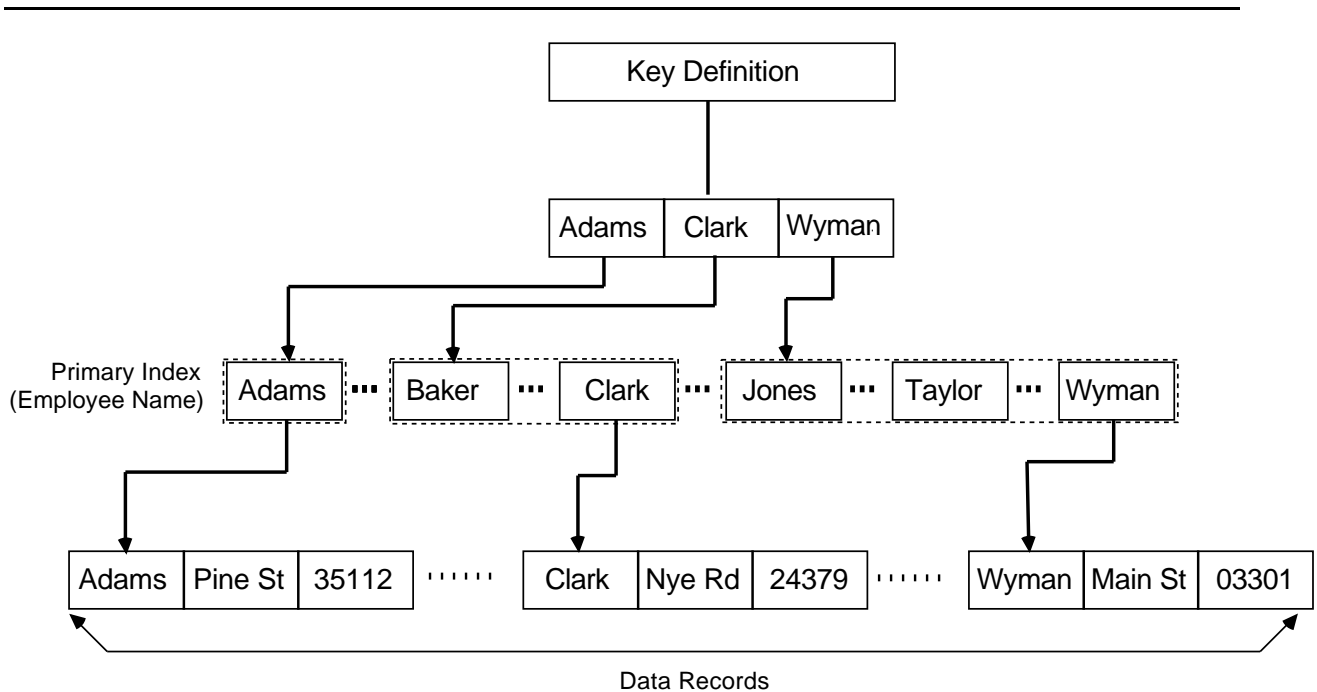 Key Definition
Adams Clark Wyman
Primary Index
(Employee Name)
Adams ... Baker ... Clark ... Jones ... Taylor ... Wyman
Adams Pine St 35112 ...... Clark Nye Rd 24379 ...... Wyman Main St 03301
Data Records